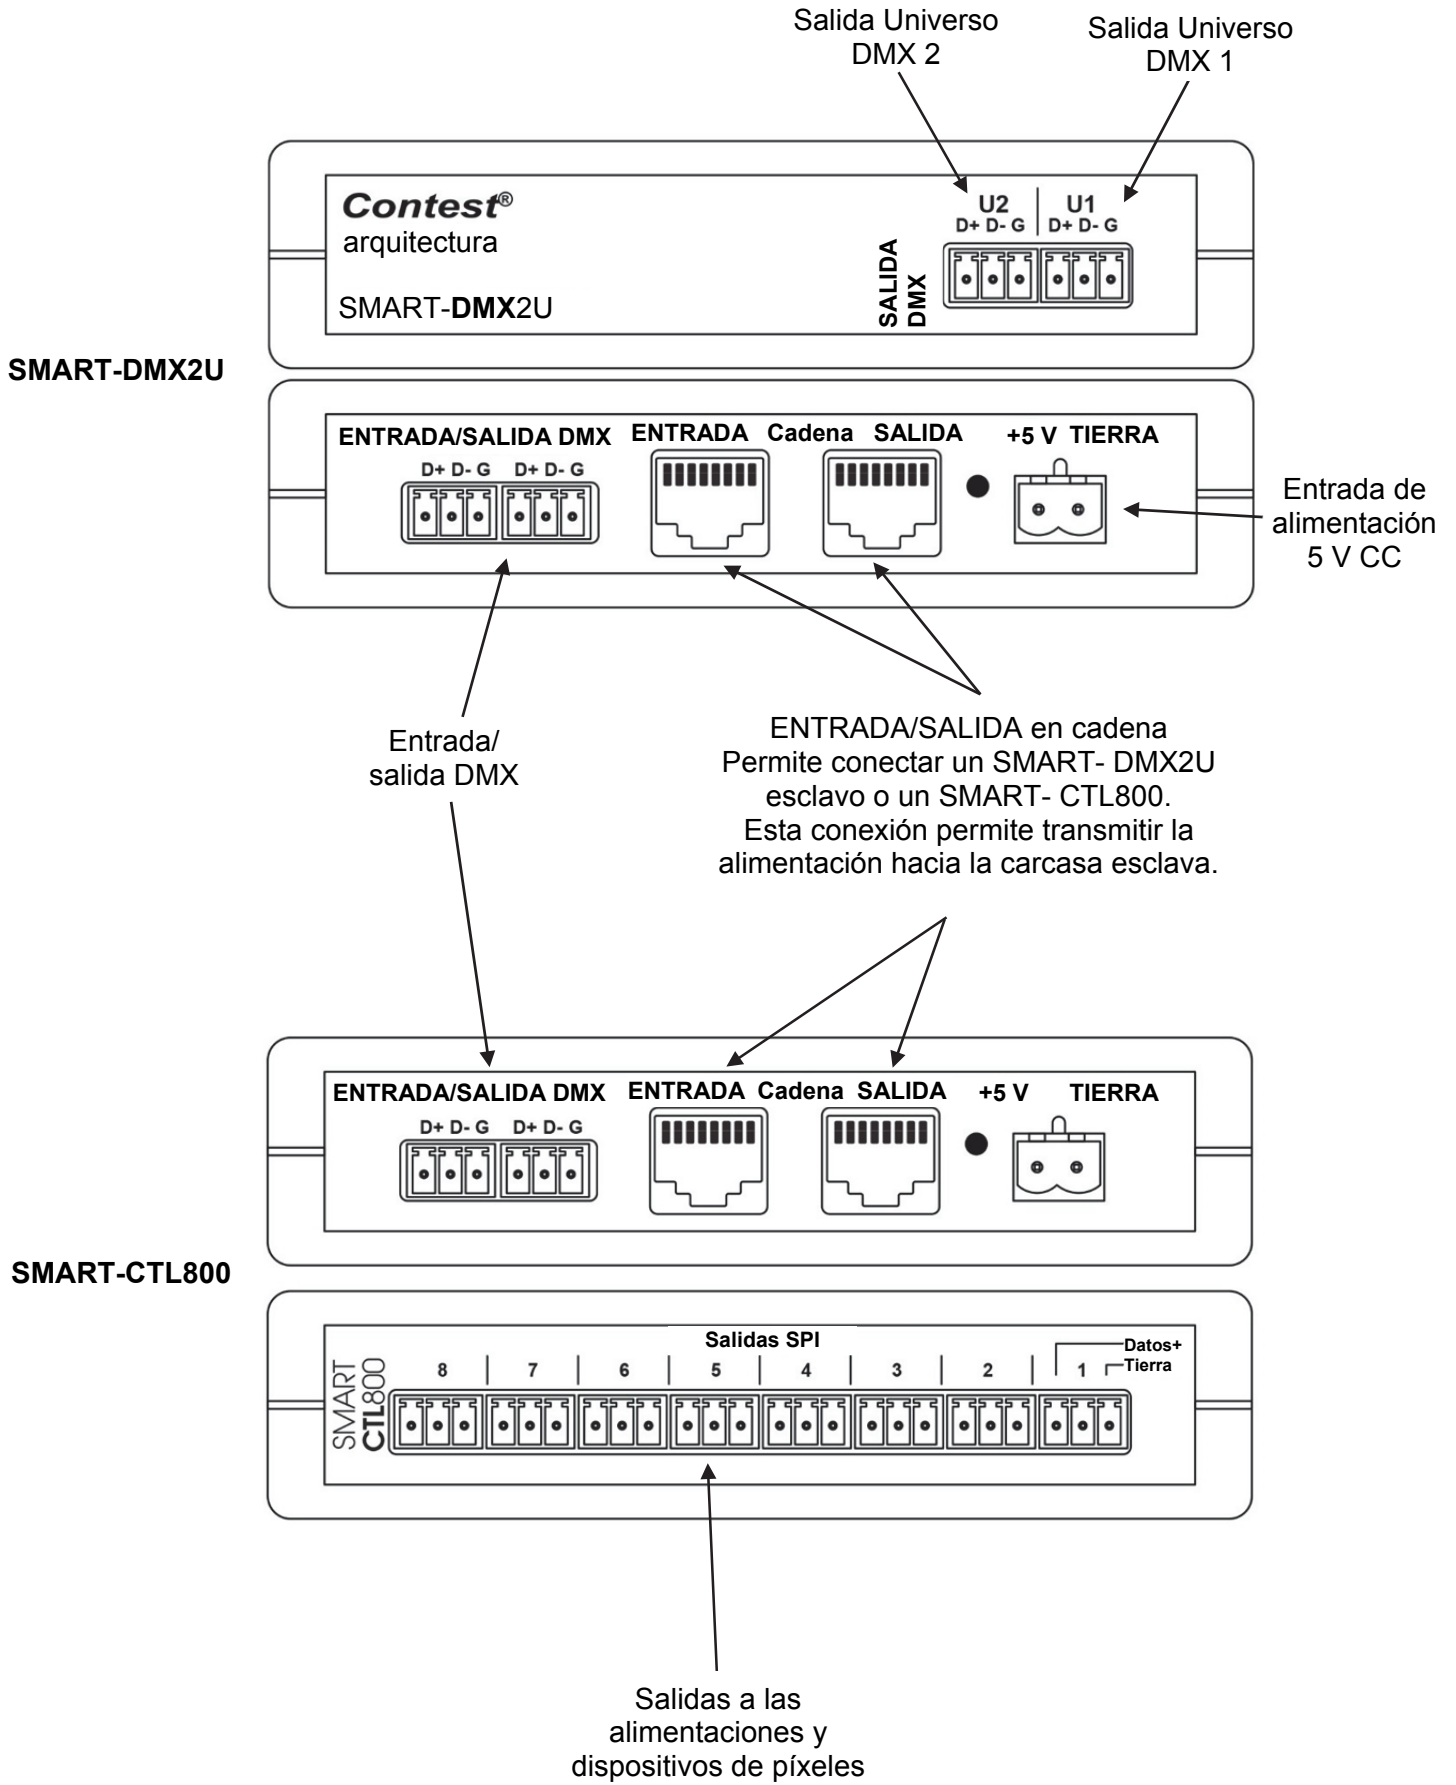 Salida Universo
DMX 2
Salida Universo
DMX 1
Contest®
arquitectura
SMART-DMX2U
SALIDA
DMX
U2 U1
D+ D- G D+ D- G
SMART-DMX2U
ENTRADA/SALIDA DMX ENTRADA Cadena SALIDA +5 V TIERRA
D+ D- G D+ D- G
Entrada de
alimentación
5 V CC
Entrada/
salida DMX
ENTRADA/SALIDA en cadena
Permite conectar un SMART- DMX2U
esclavo o un SMART- CTL800.
Esta conexión permite transmitir la
alimentación hacia la carcasa esclava.
ENTRADA/SALIDA DMX ENTRADA Cadena SALIDA +5 V TIERRA
D+ D- G D+ D- G
SMART-CTL800
SMART
CTL800
Salidas SPI
8 7 6 5 4 3 2 1
Datos+
Tierra
Salidas a las
alimentaciones y
dispositivos de píxeles